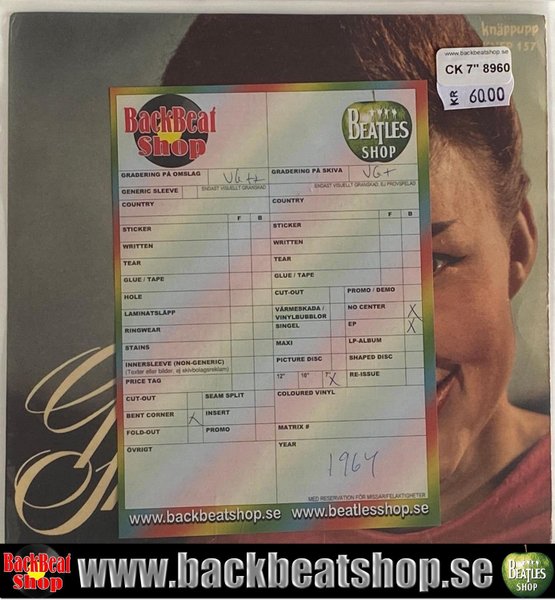 knäppupp
157
www.backbeatshop.se
CK 7" 8960
KR 60.00
BackBeat
Shop
BEATLES
SHOP
GRADERING PÅ OMSLAG VG++
GRADERING PÅ SKIVA VG+
GENERIC SLEEVE
ENDAST VISUELLT GRANSKAD
ENDAST VISUELLT GRANSKAD, EJ PROVSPELAD
COUNTRY
COUNTRY
F B
F B
STICKER
STICKER
WRITTEN
WRITTEN
TEAR
TEAR
GLUE / TAPE
GLUE / TAPE
HOLE
CUT-OUT
PROMO / DEMO
LAMINATSLÄPP
VÄRMESKADA /
VINYLBUBBLOR
NO CENTER X
RINGWEAR
SINGEL
EP X
STAINS
MAXI
LP-ALBUM
INNERSLEEVE (NON-GENERIC)
(Texter eller bilder, ej skivbolagsreklam)
PICTURE DISC
SHAPED DISC
PRICE TAG
12" 10" 7" X
RE-ISSUE
CUT-OUT
SEAM SPLIT
COLOURED VINYL
BENT CORNER X
INSERT
FOLD-OUT
PROMO
MATRIX #
ÖVRIGT
YEAR
1964
MED RESERVATION FÖR MISSÄRIFELAKTIGHETER
www.backbeatshop.se
www.beatlesshop.se
BackBeat
Shop
www.backbeatshop.se
BEATLES
SHOP